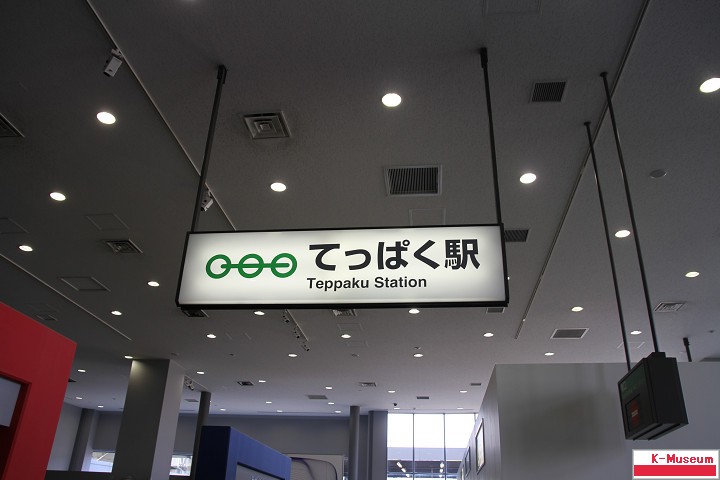 てっぱく駅
Teppaku Station
K-Museum